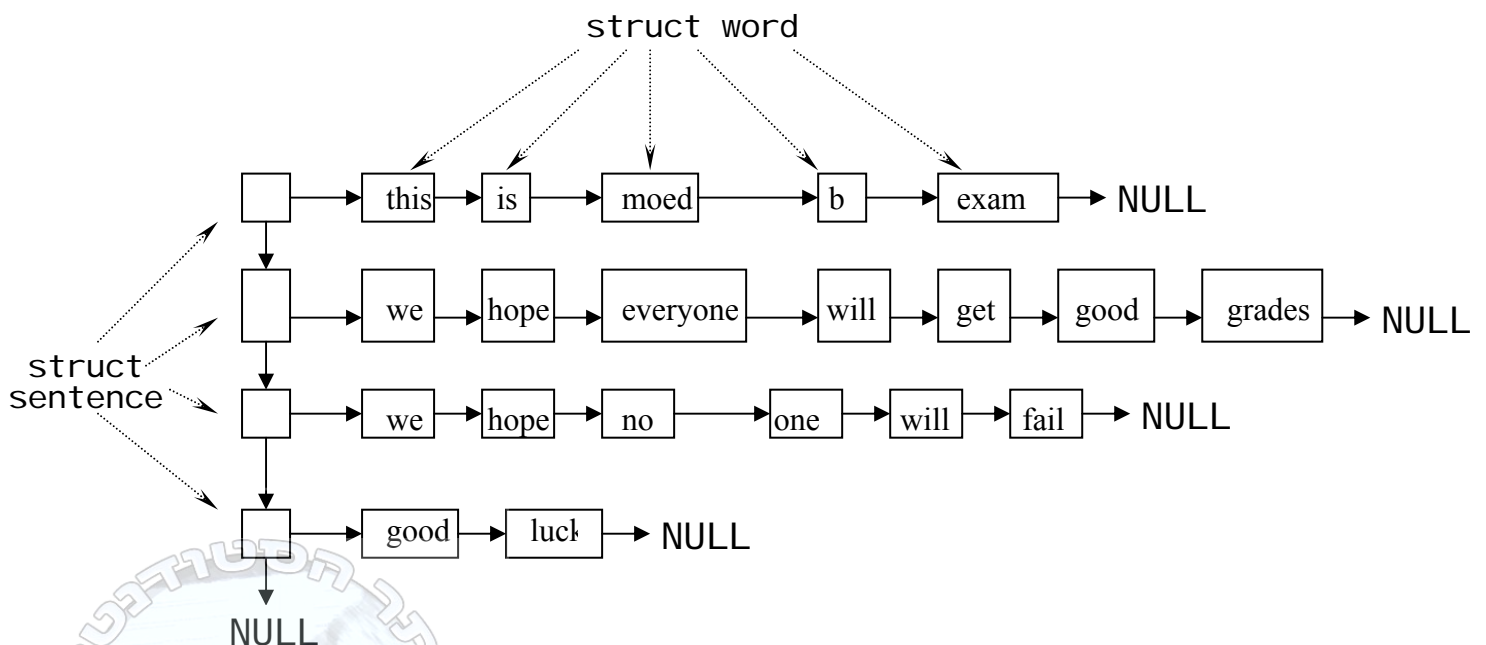 struct word
this is moed b exam NULL
we hope everyone will get good grades NULL
struct
sentence
we hope no one will fail NULL
good luck NULL
NULL